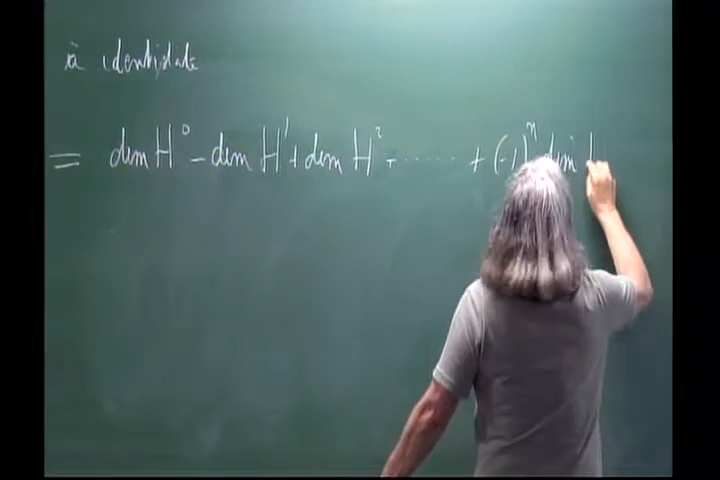 à identidade
= dim H⁰ - dim H¹ + dim H² - ..... + (-1)ⁿ dim